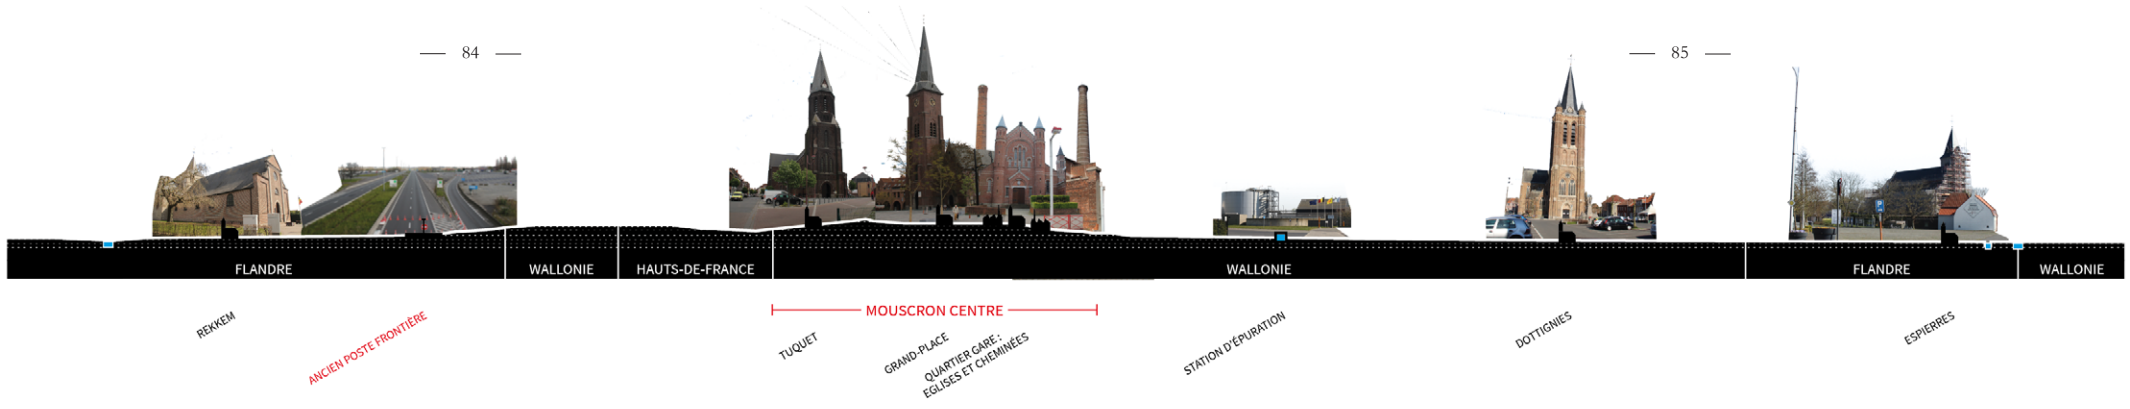 84
85
FLANDRE
WALLONIE
HAUTS-DE-FRANCE
WALLONIE
FLANDRE
WALLONIE
MOUSCRON CENTRE
REKKEM
ANCIEN POSTE FRONTIÈRE
TUQUET
GRAND-PLACE
QUARTIER GARE :
EGLISES ET CHEMINÉES
STATION D'ÉPURATION
DOTTIGNIES
ESPIERRES